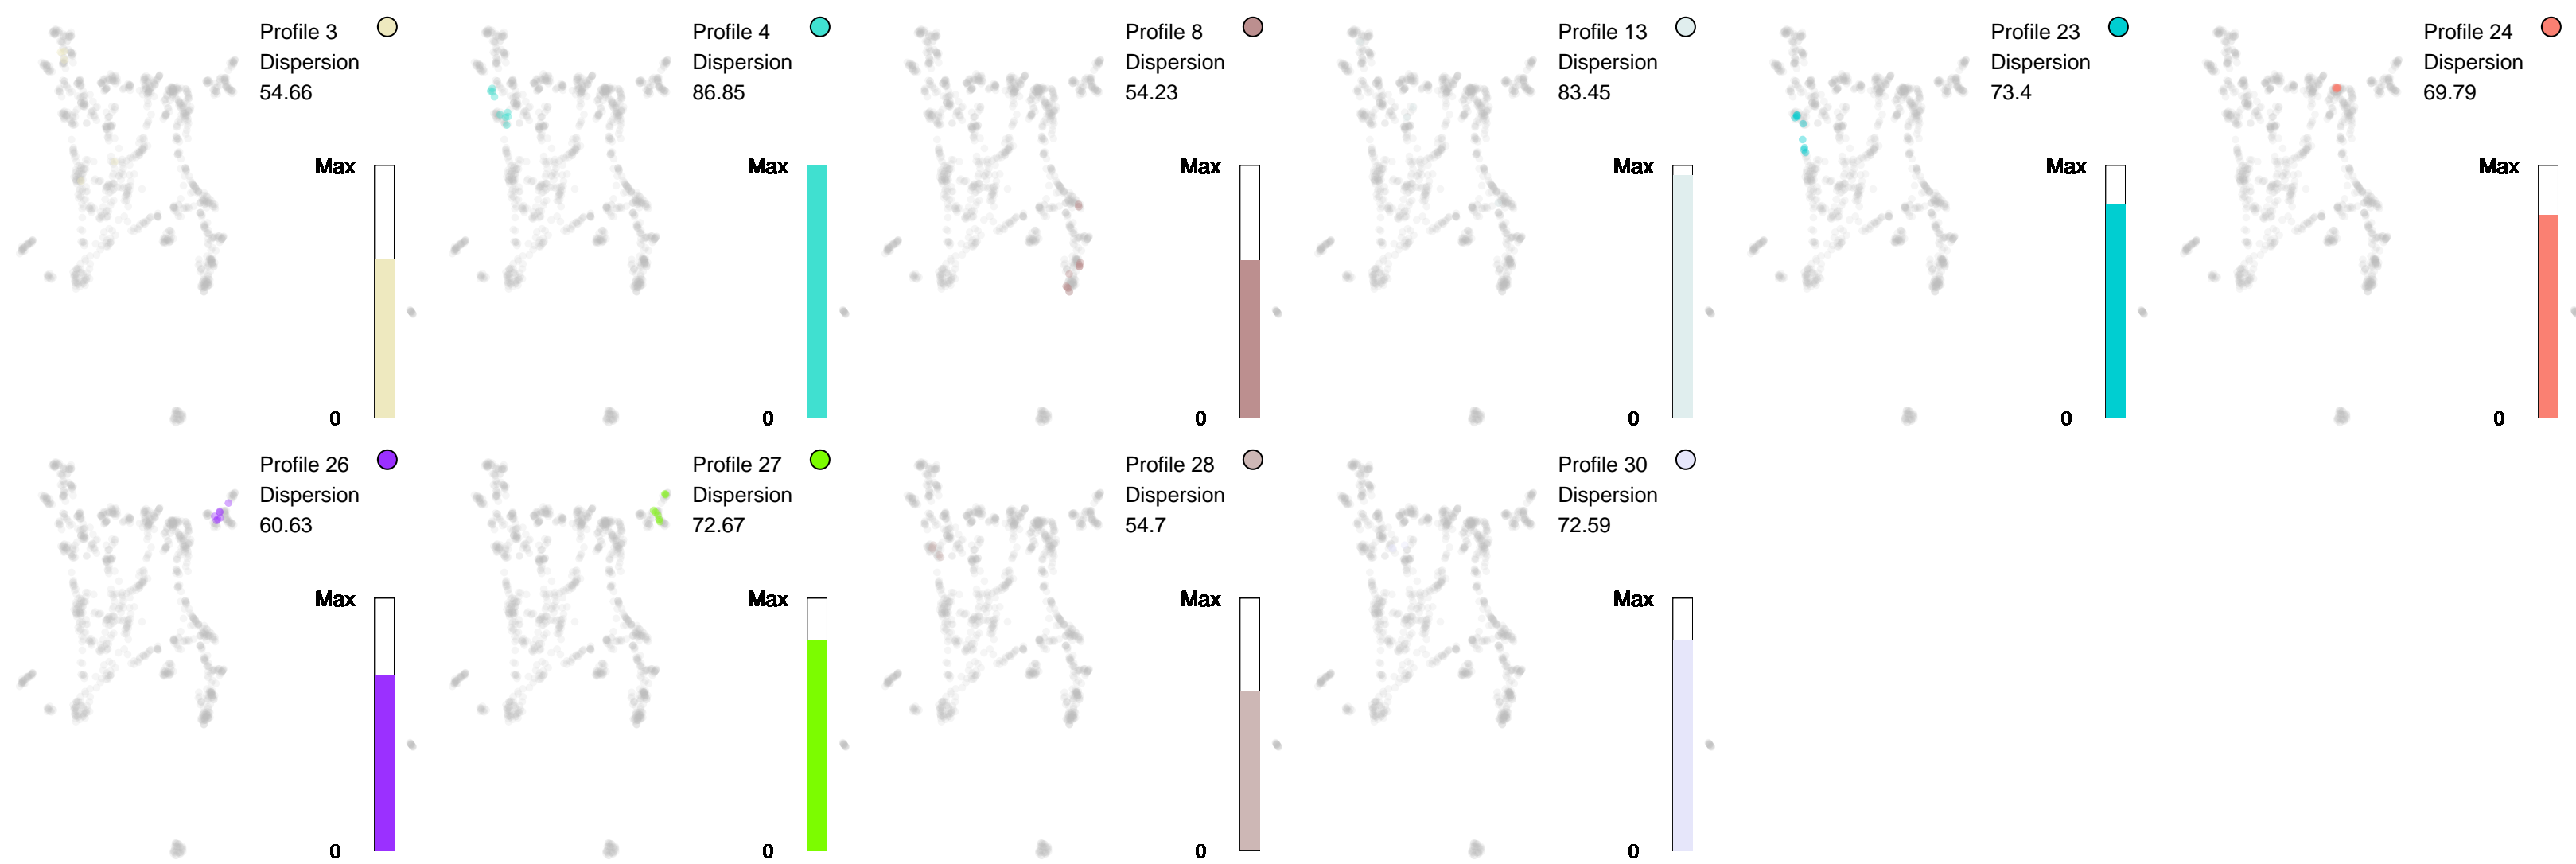 Profile 3
Dispersion
54.66
Max
0
Profile 4
Dispersion
86.85
Max
0
Profile 8
Dispersion
54.23
Max
0
Profile 13
Dispersion
83.45
Max
0
Profile 23
Dispersion
73.4
Max
0
Profile 24
Dispersion
69.79
Max
0
Profile 26
Dispersion
60.63
Max
0
Profile 27
Dispersion
72.67
Max
0
Profile 28
Dispersion
54.7
Max
0
Profile 30
Dispersion
72.59
Max
0